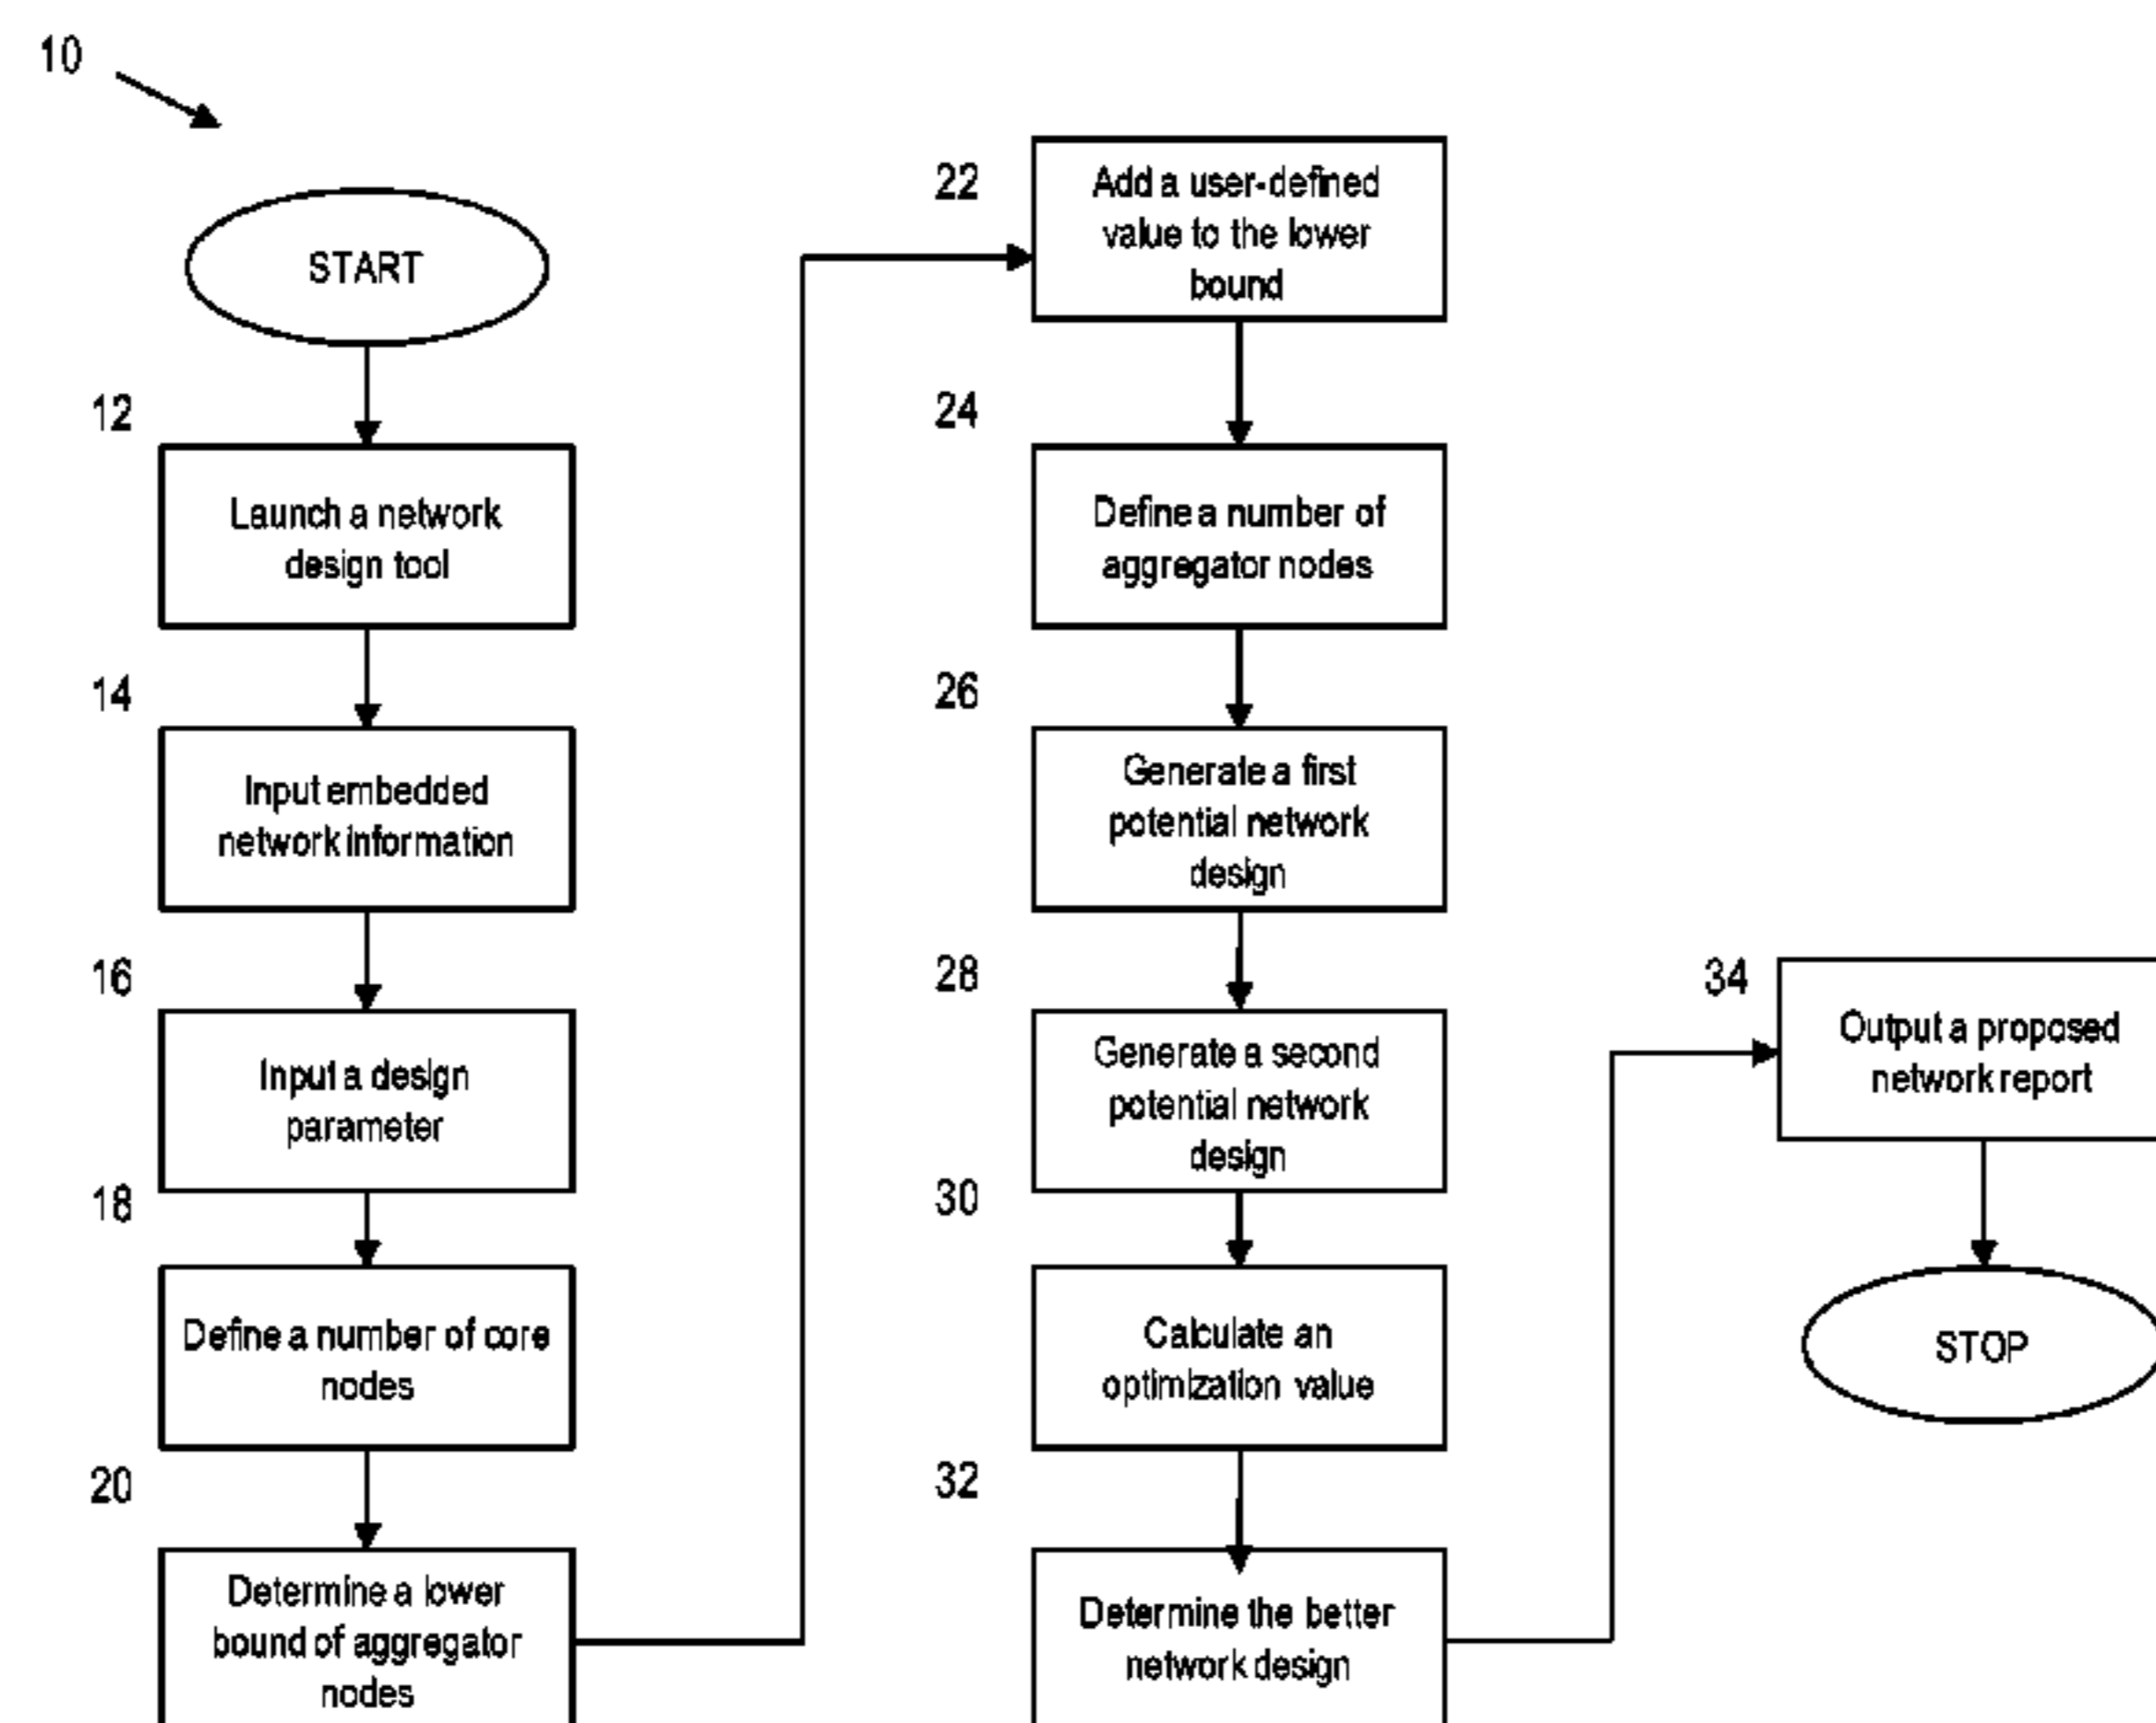 10
START
12
Launch a network
design tool
14
Input embedded
network information
16
Input a design
parameter
18
Define a number of core
nodes
20
Determine a lower
bound of aggregator
nodes
22
Add a user-defined
value to the lower
bound
24
Define a number of
aggregator nodes
26
Generate a first
potential network
design
28
Generate a second
potential network
design
30
Calculate an
optimization value
32
Determine the better
network design
34
Output a proposed
network report
STOP